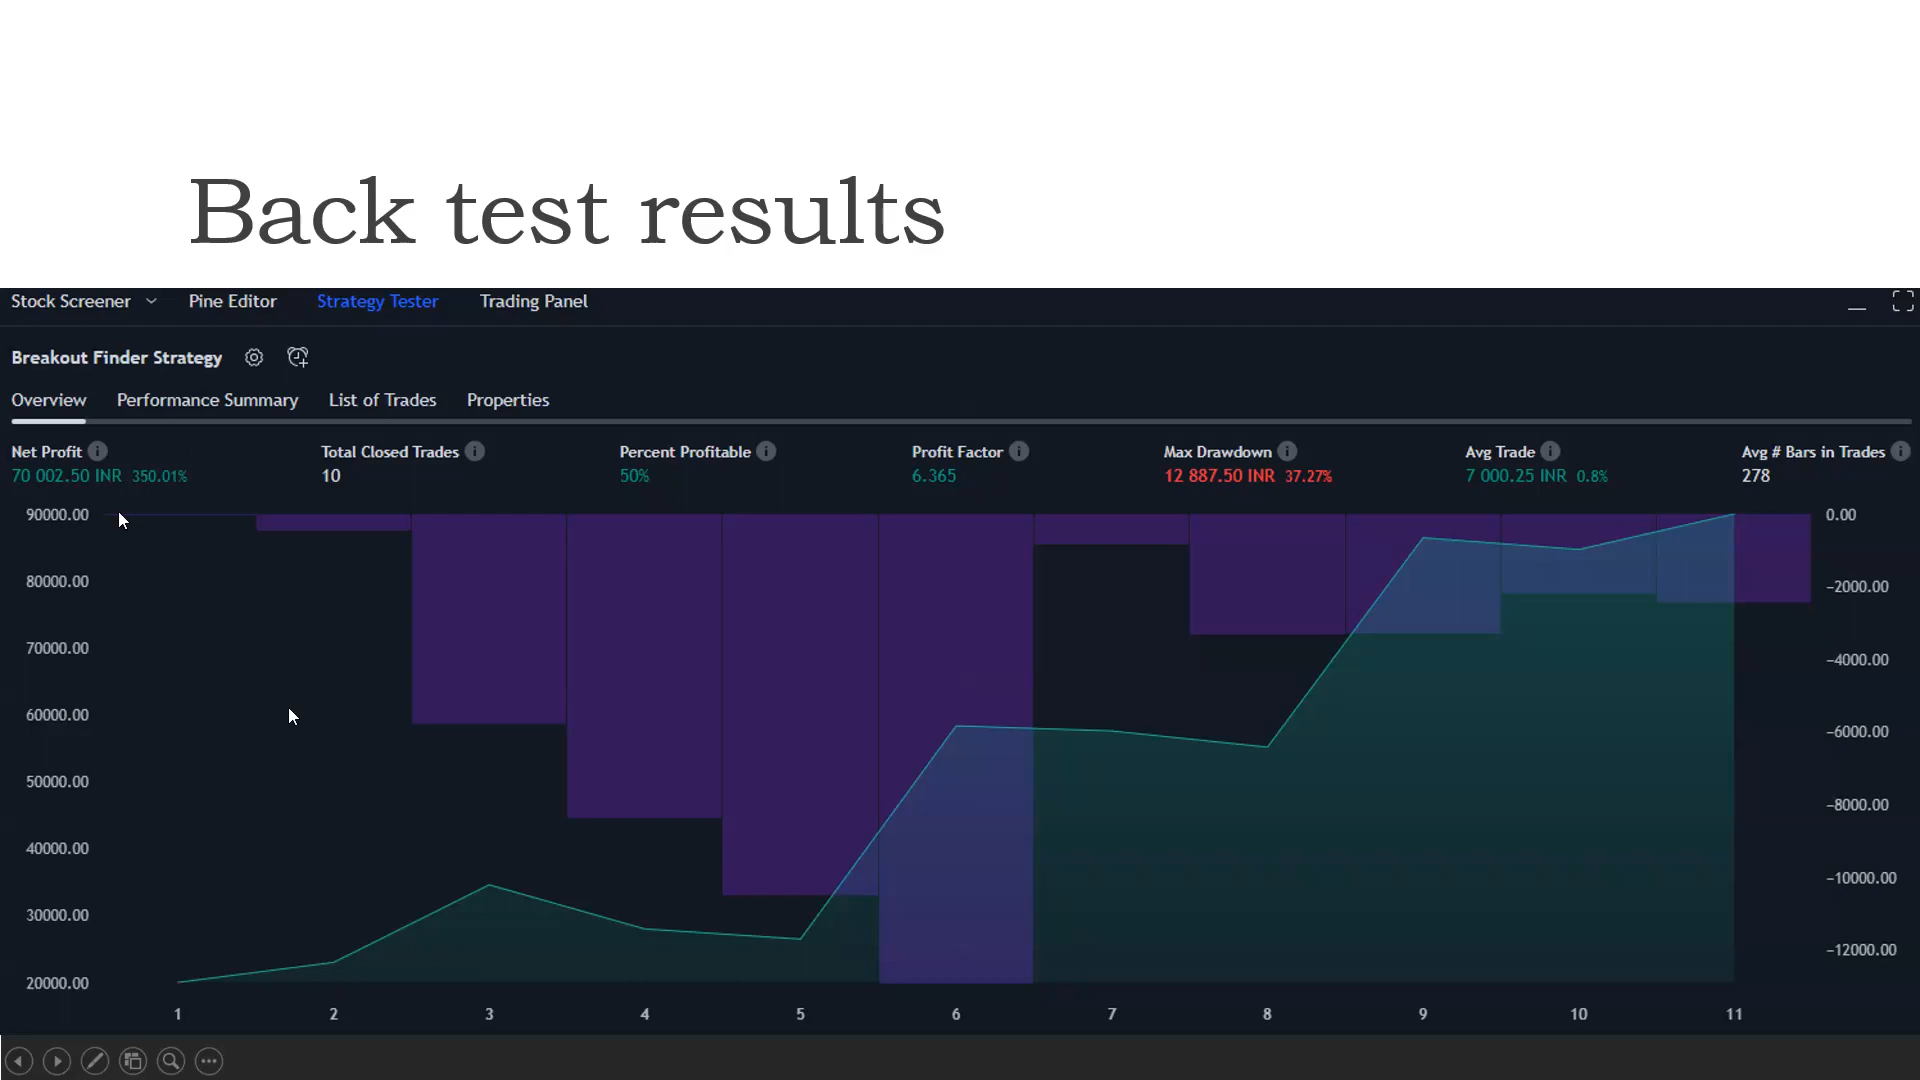 Back test results
Stock Screener Pine Editor Strategy Tester Trading Panel
Breakout Finder Strategy
Overview Performance Summary List of Trades Properties
Net Profit Total Closed Trades Percent Profitable Profit Factor Max Drawdown Avg Trade Avg # Bars in Trades
70 002.50 INR 350.01% 10 50% 6.365 12 887.50 INR 37.27% 7 000.25 INR 0.8% 278
90000.00 0.00
80000.00 −2000.00
70000.00 −4000.00
60000.00 −6000.00
50000.00 −8000.00
40000.00 −10000.00
30000.00 −12000.00
20000.00
1 2 3 4 5 6 7 8 9 10 11